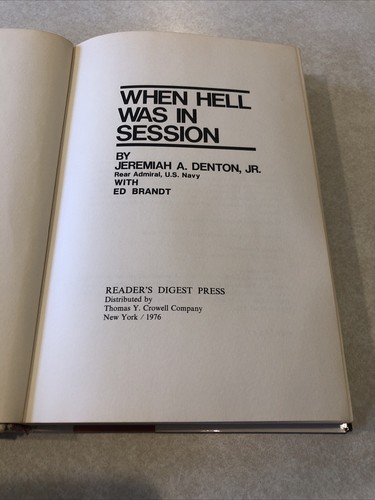 WHEN HELL
WAS IN
SESSION
BY
JEREMIAH A. DENTON, JR.
Rear Admiral, U.S. Navy
WITH
ED BRANDT
READER'S DIGEST PRESS
Distributed by
Thomas Y. Crowell Company
New York / 1976